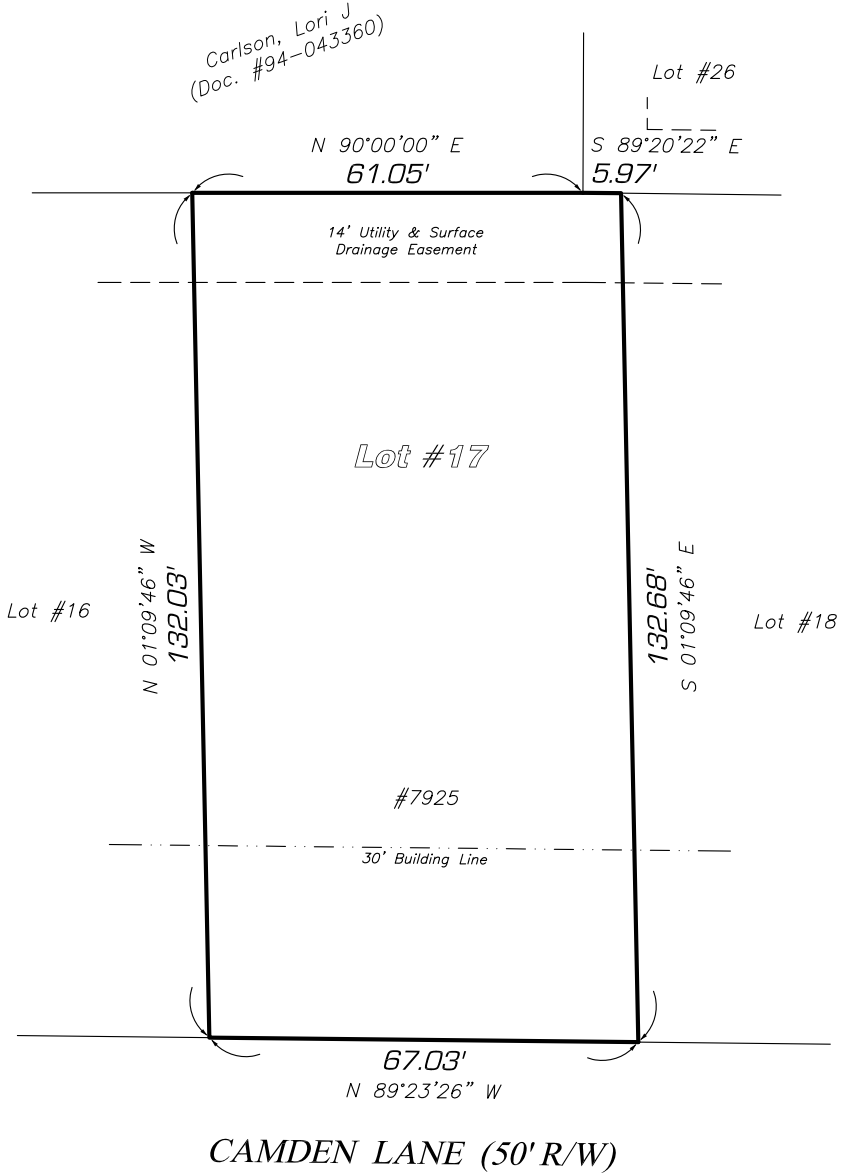 Carlson, Lori J
(Doc. #94-043360)
Lot #26
N 90°00'00" E
S 89°20'22" E
61.05'
5.97'
14' Utility & Surface
Drainage Easement
Lot #17
N 01°09'46" W
132.03'
132.68'
S 01°09'46" E
Lot #16
Lot #18
#7925
30' Building Line
67.03'
N 89°23'26" W
CAMDEN LANE (50' R/W)